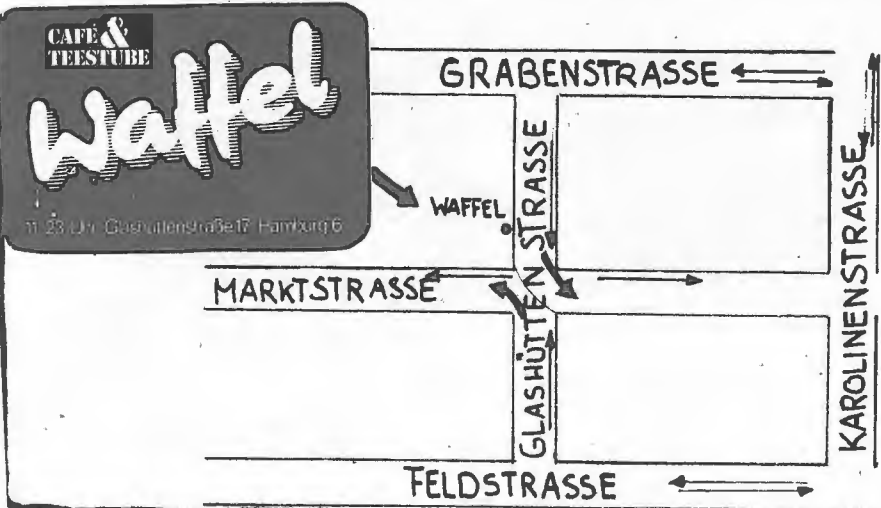 CAFÉ &
TEESTUBE
Waffel
11-23 Uhr Glashüttenstraße 17 Hamburg 6
GRABENSTRASSE
WAFFEL
GLASHÜTTENSTRASSE
MARKTSTRASSE
KAROLINENSTRASSE
FELDSTRASSE